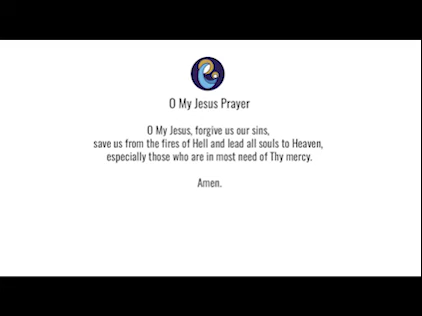 O My Jesus Prayer
O My Jesus, forgive us our sins,
save us from the fires of Hell and lead all souls to Heaven,
especially those who are in most need of Thy mercy.
Amen.